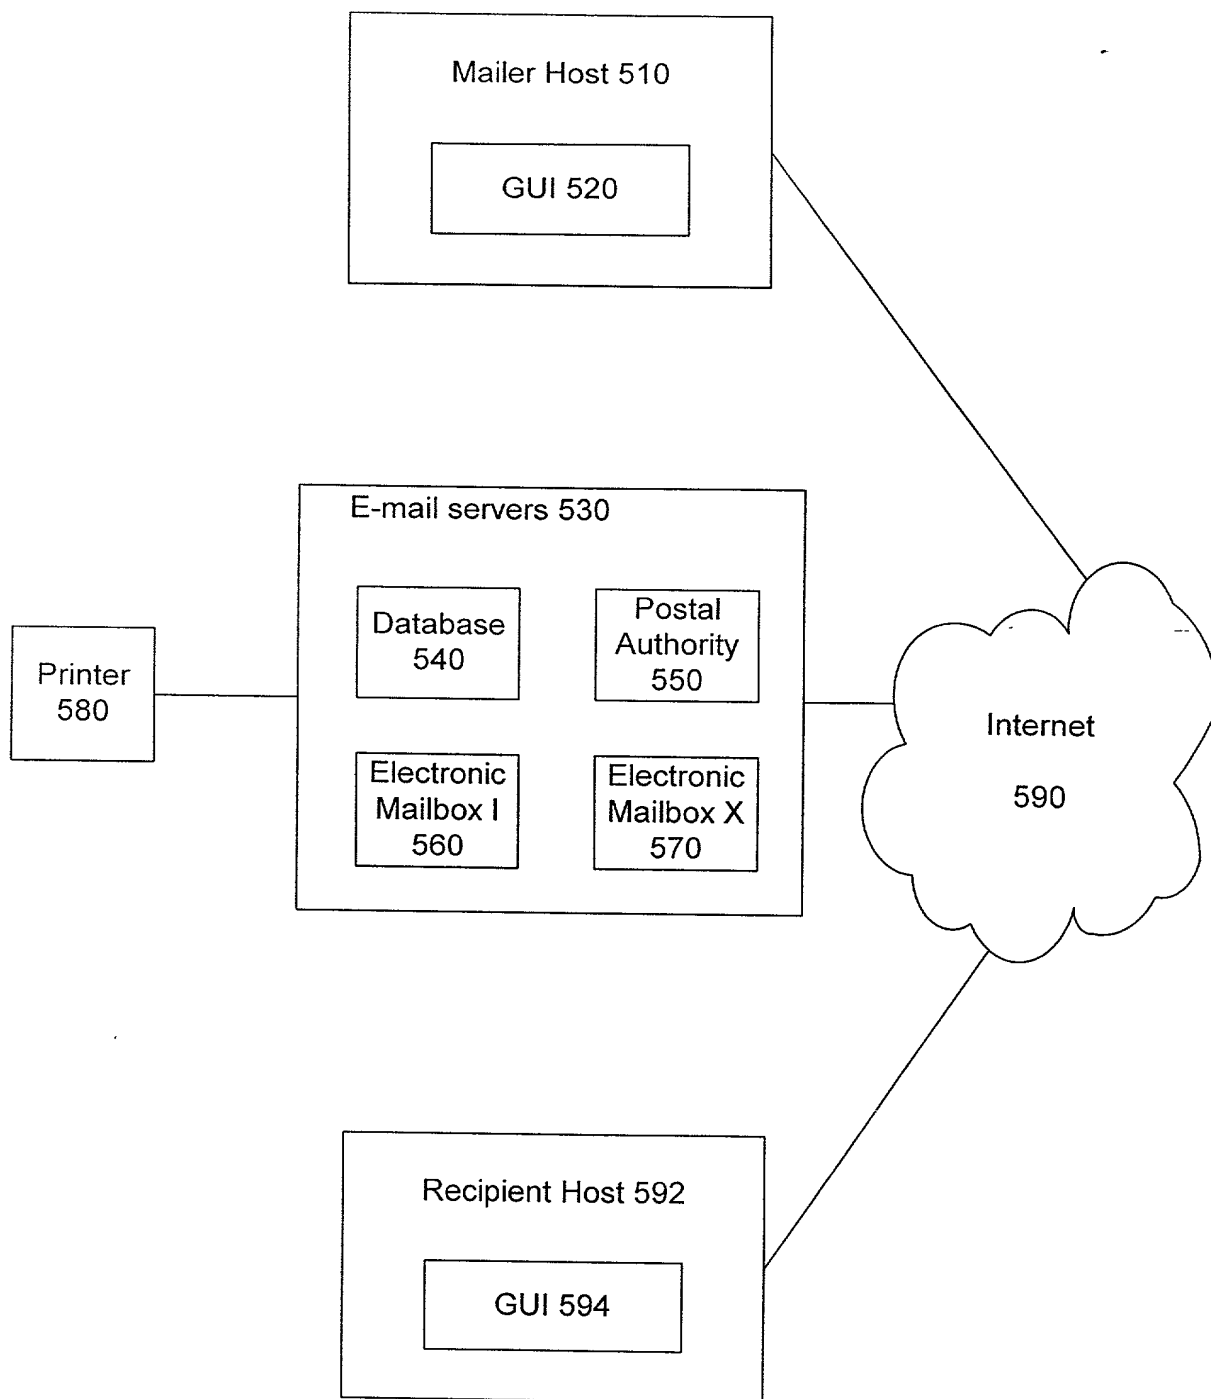 Mailer Host 510
GUI 520
E-mail servers 530
Database
540
Postal
Authority
550
Printer
580
Electronic
Mailbox I
560
Electronic
Mailbox X
570
Internet
590
Recipient Host 592
GUI 594